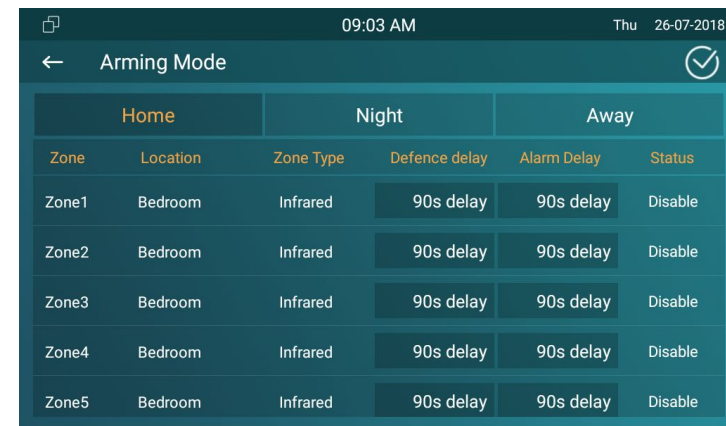 09:03 AM Thu 26-07-2018
Arming Mode
Home Night Away
Zone Location Zone Type Defence delay Alarm Delay Status
Zone1 Bedroom Infrared 90s delay 90s delay Disable
Zone2 Bedroom Infrared 90s delay 90s delay Disable
Zone3 Bedroom Infrared 90s delay 90s delay Disable
Zone4 Bedroom Infrared 90s delay 90s delay Disable
Zone5 Bedroom Infrared 90s delay 90s delay Disable